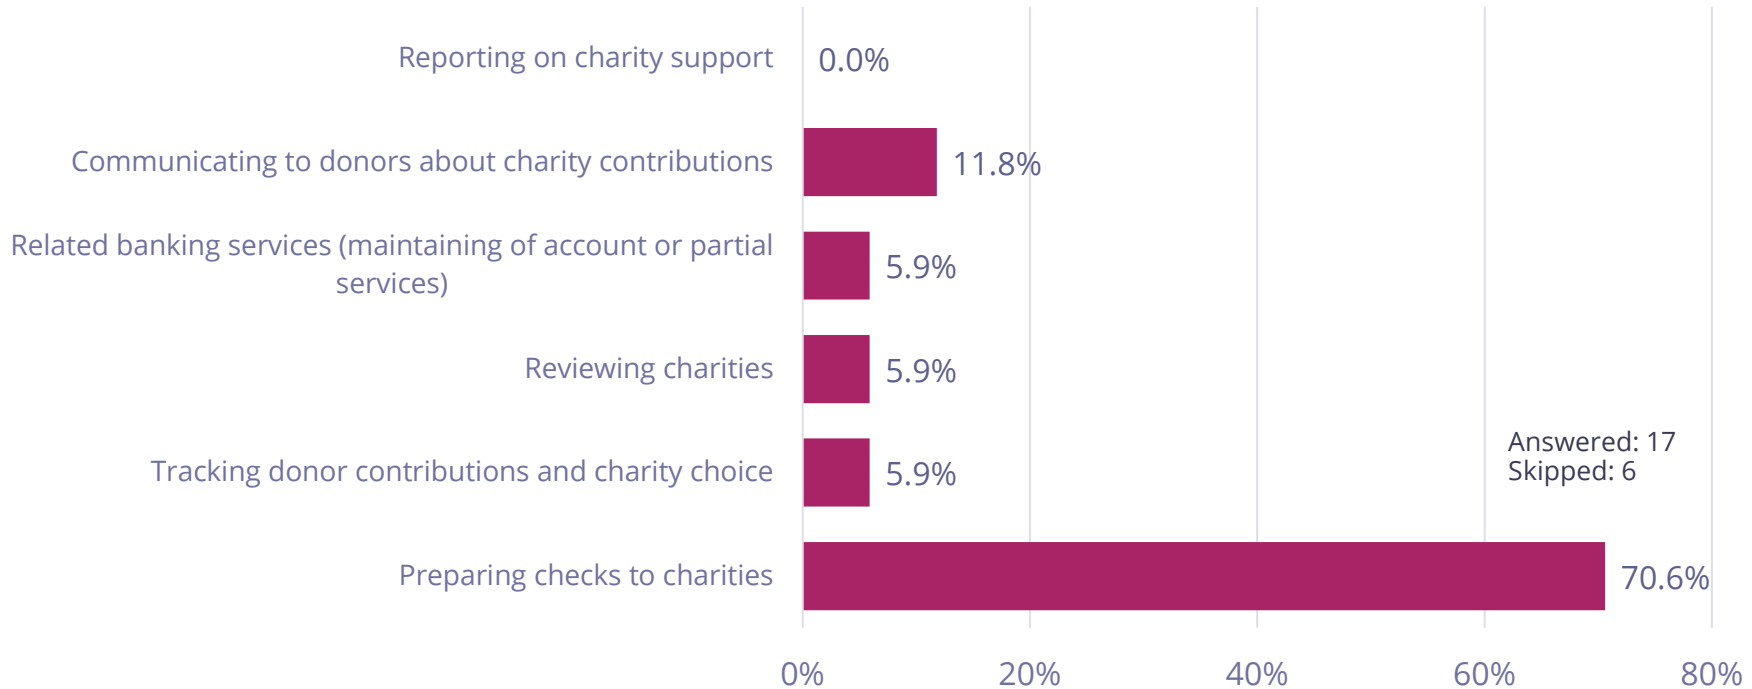 Reporting on charity support
0.0%
Communicating to donors about charity contributions
11.8%
Related banking services (maintaining of account or partial
services)
5.9%
Reviewing charities
5.9%
Tracking donor contributions and charity choice
5.9%
Answered: 17
Skipped: 6
Preparing checks to charities
70.6%
0% 20% 40% 60% 80%